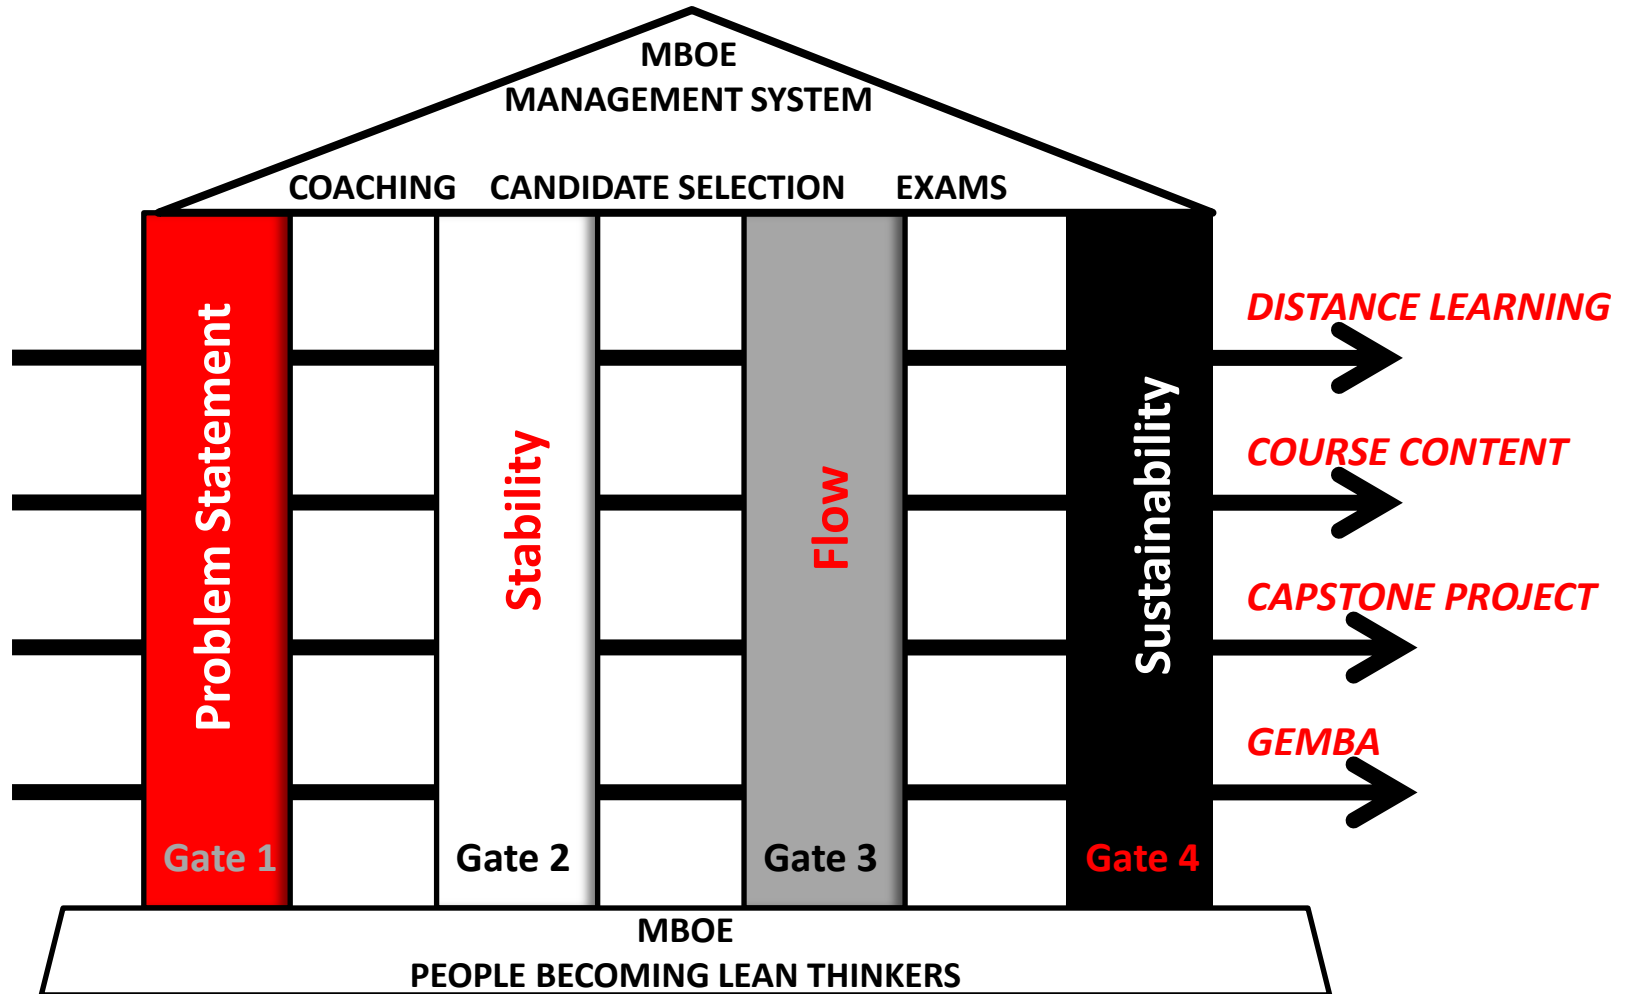 MBOE
MANAGEMENT SYSTEM
COACHING CANDIDATE SELECTION EXAMS
Problem Statement
Stability
Flow
Sustainability
DISTANCE LEARNING
COURSE CONTENT
CAPSTONE PROJECT
GEMBA
Gate 1
Gate 2
Gate 3
Gate 4
MBOE
PEOPLE BECOMING LEAN THINKERS